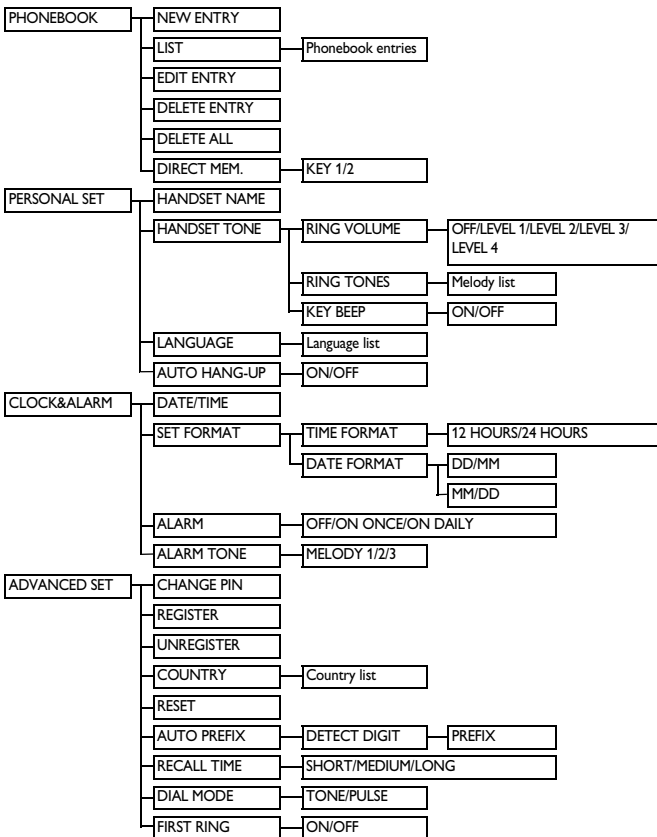 PHONEBOOK NEW ENTRY
LIST Phonebook entries
EDIT ENTRY
DELETE ENTRY
DELETE ALL
DIRECT MEM. KEY 1/2
PERSONAL SET HANDSET NAME
HANDSET TONE RING VOLUME OFF/LEVEL 1/LEVEL 2/LEVEL 3/
LEVEL 4
RING TONES Melody list
KEY BEEP ON/OFF
LANGUAGE Language list
AUTO HANG-UP ON/OFF
CLOCK&ALARM DATE/TIME
SET FORMAT TIME FORMAT 12 HOURS/24 HOURS
DATE FORMAT DD/MM
MM/DD
ALARM OFF/ON ONCE/ON DAILY
ALARM TONE MELODY 1/2/3
ADVANCED SET CHANGE PIN
REGISTER
UNREGISTER
COUNTRY Country list
RESET
AUTO PREFIX DETECT DIGIT PREFIX
RECALL TIME SHORT/MEDIUM/LONG
DIAL MODE TONE/PULSE
FIRST RING ON/OFF